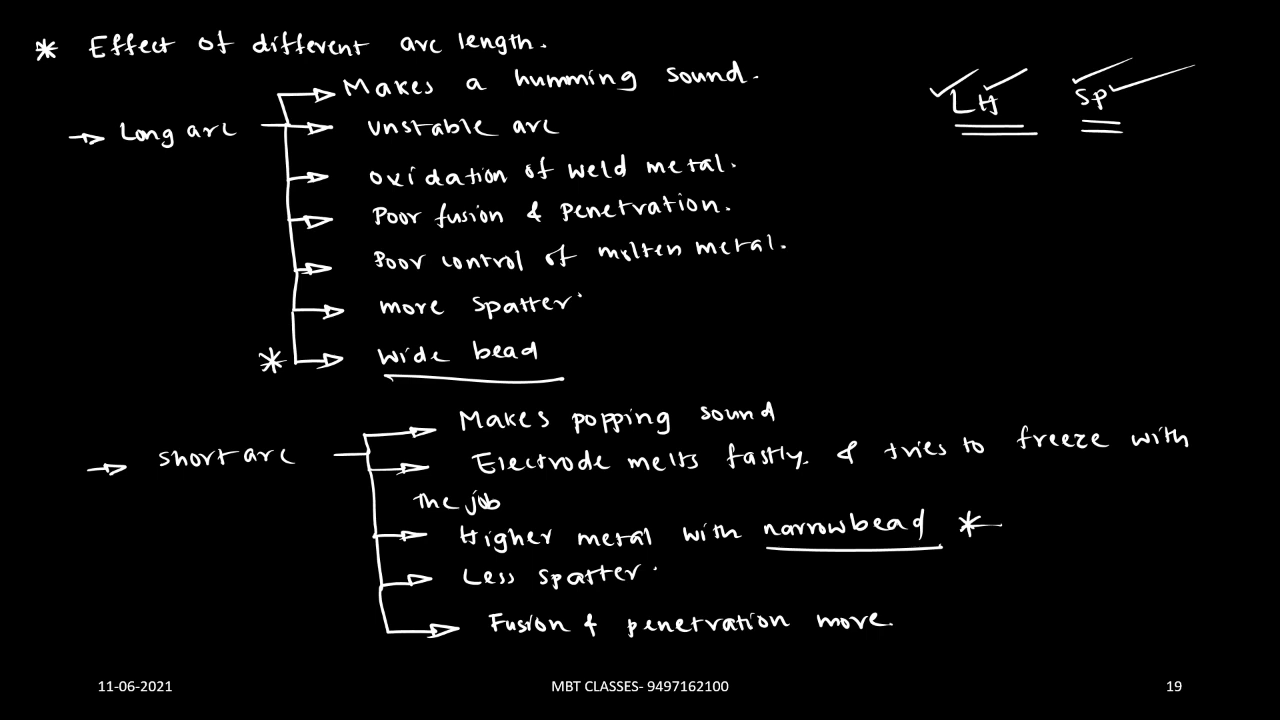 * Effect of different arc length.
LH SP
→ Long arc
→ Makes a humming sound.
→ unstable arc
→ oxidation of weld metal.
→ Poor fusion & penetration.
→ Poor control of molten metal.
→ more spatter.
* → wide bead
→ short arc
→ Makes popping sound
→ Electrode melts fastly. & tries to freeze with
the job
→ Higher metal with narrow bead *
→ Less spatter.
→ Fusion & penetration more.
11-06-2021
MBT CLASSES- 9497162100
19